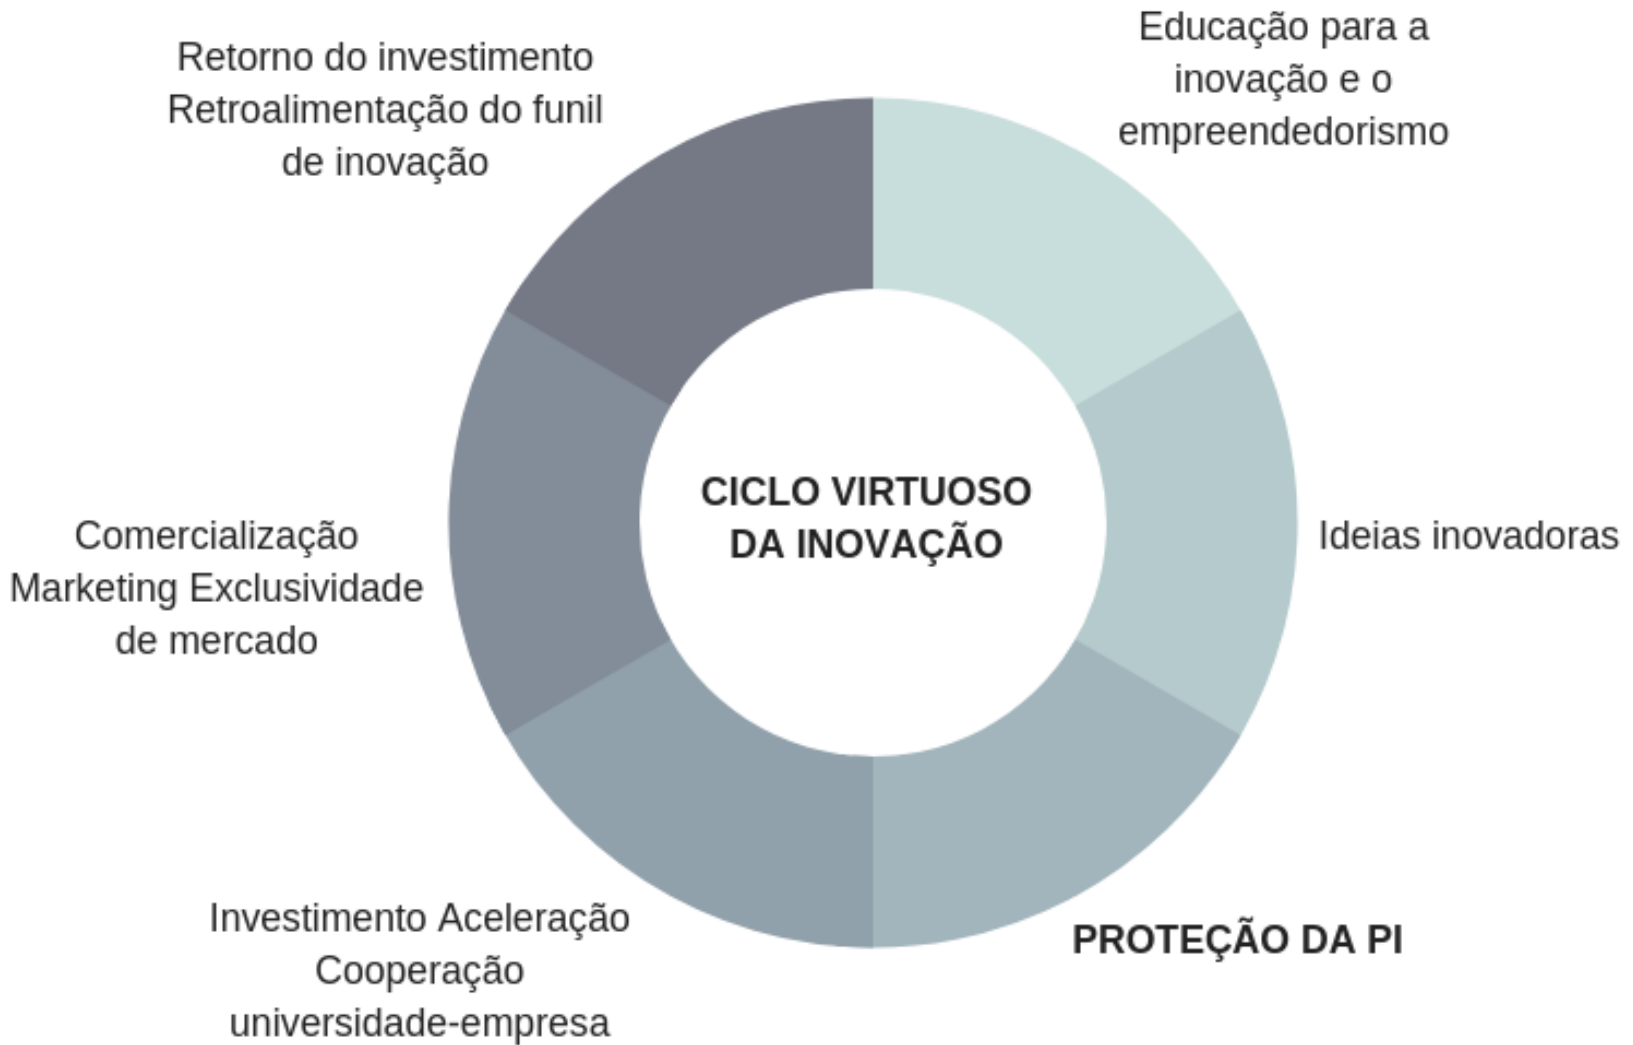 Educação para a
inovação e o
empreendedorismo
Ideias inovadoras
PROTEÇÃO DA PI
Investimento Aceleração
Cooperação
universidade-empresa
Comercialização
Marketing Exclusividade
de mercado
Retorno do investimento
Retroalimentação do funil
de inovação
CICLO VIRTUOSO
DA INOVAÇÃO